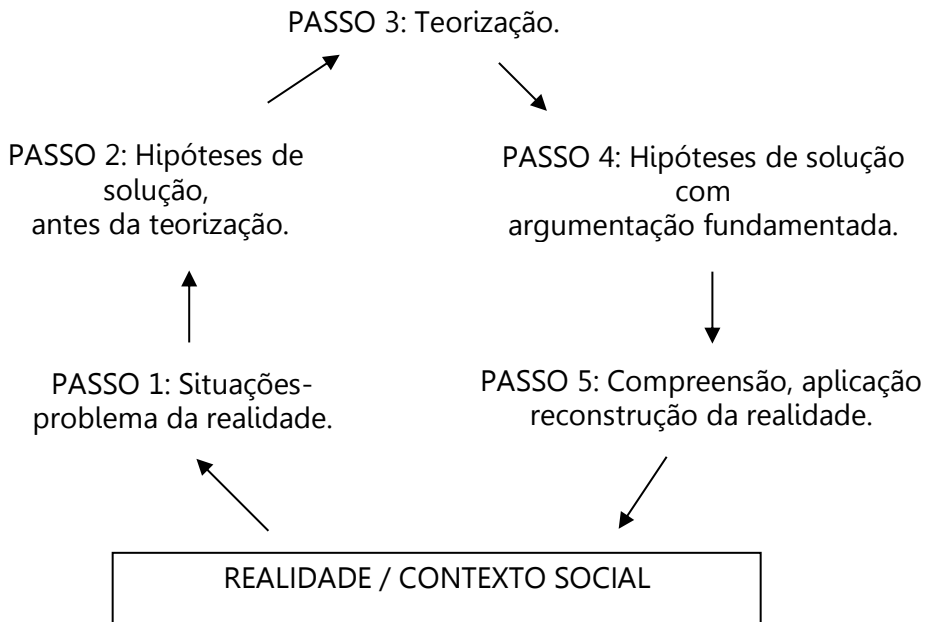 PASSO 3: Teorização.
PASSO 2: Hipóteses de
solução,
antes da teorização.
PASSO 4: Hipóteses de solução
com
argumentação fundamentada.
PASSO 1: Situações-
problema da realidade.
PASSO 5: Compreensão, aplicação
reconstrução da realidade.
REALIDADE / CONTEXTO SOCIAL